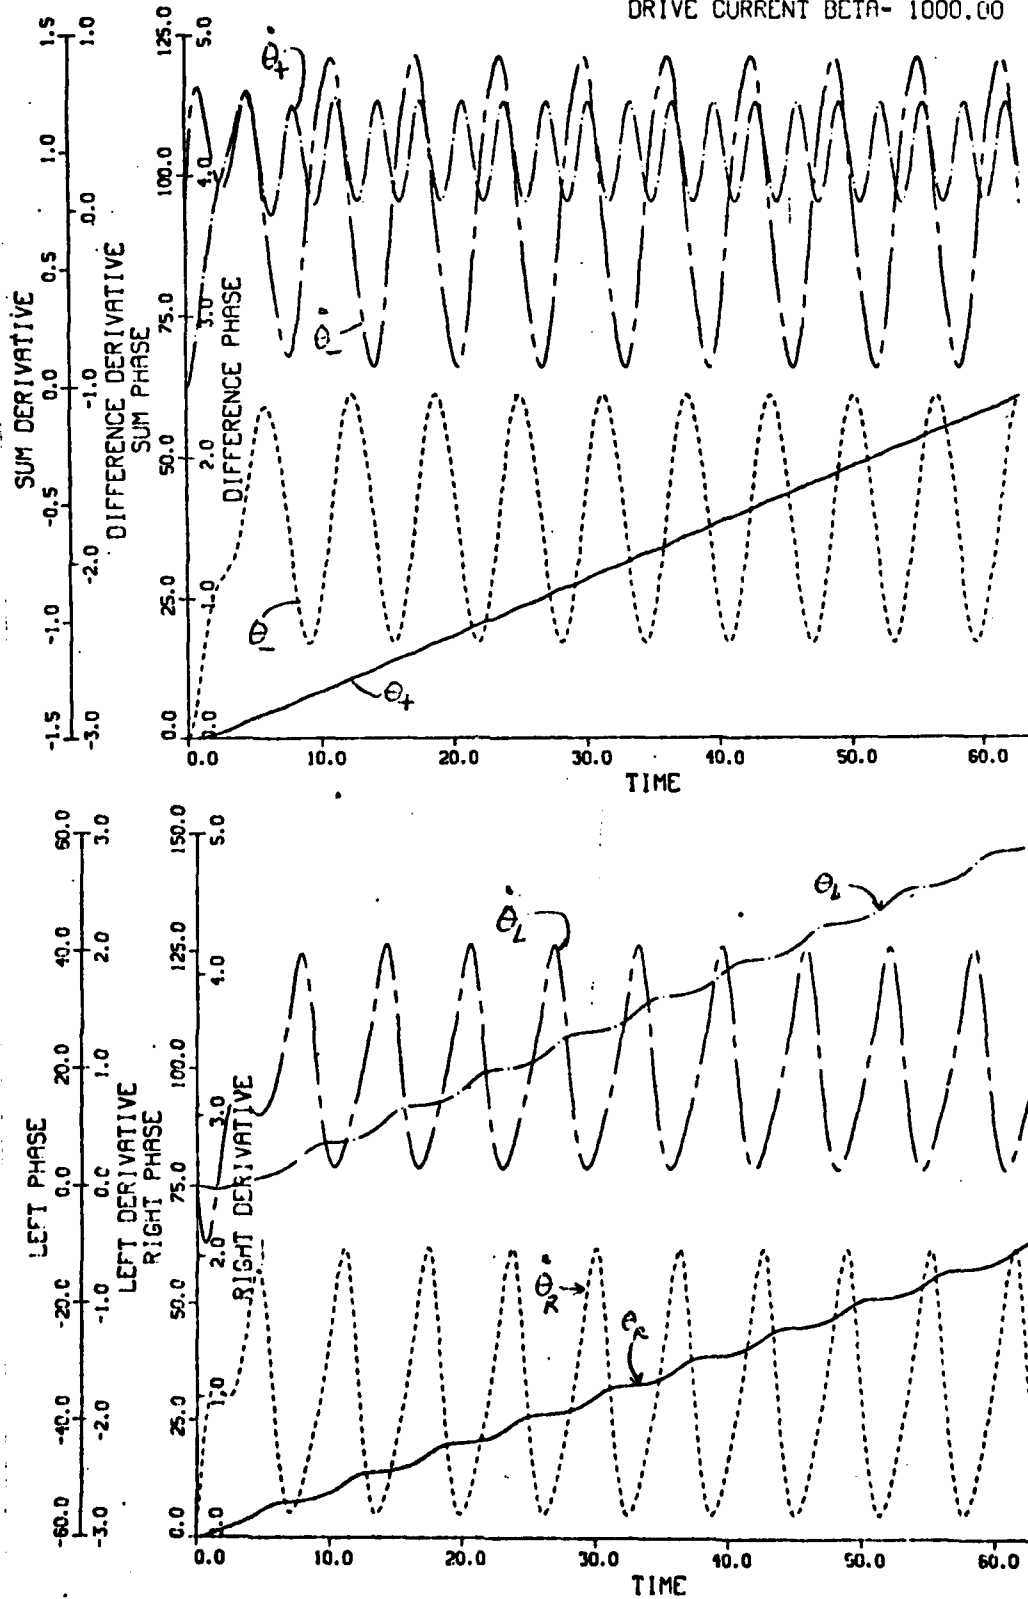 DRIVE CURRENT BETA- 1000.00
SUM DERIVATIVE
1.5 1.0 0.5 0.0 -0.5 -1.0 -1.5
DIFFERENCE DERIVATIVE
1.0 0.0 -1.0 -2.0 -3.0
SUM PHASE
125.0 100.0 75.0 50.0 25.0 0.0
DIFFERENCE PHASE
5.0 4.0 3.0 2.0 1.0 0.0
θ̇+
θ̇-
θ-
θ+
0.0 10.0 20.0 30.0 40.0 50.0 60.0
TIME
LEFT PHASE
60.0 40.0 20.0 0.0 -20.0 -40.0 -60.0
LEFT DERIVATIVE
3.0 2.0 1.0 0.0 -1.0 -2.0 -3.0
RIGHT PHASE
150.0 125.0 100.0 75.0 50.0 25.0 0.0
RIGHT DERIVATIVE
5.0 4.0 3.0 2.0 1.0 0.0
θ̇L
θL
θ̇R
θR
0.0 10.0 20.0 30.0 40.0 50.0 60.0
TIME